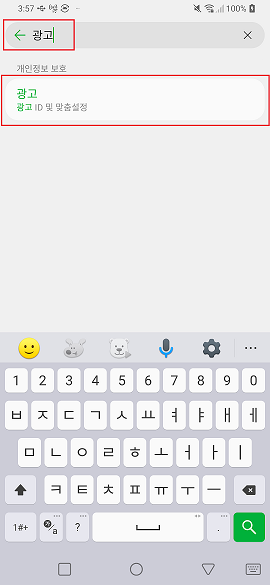 3:57
100%
광고
개인정보 보호
광고
광고 ID 및 맞춤설정
1 2 3 4 5 6 7 8 9 0
ㅂ ㅈ ㄷ ㄱ ㅅ ㅛ ㅕ ㅑ ㅐ ㅔ
ㅁ ㄴ ㅇ ㄹ ㅎ ㅗ ㅓ ㅏ ㅣ
ㅋ ㅌ ㅊ ㅍ ㅠ ㅜ ㅡ
1#+ ? .